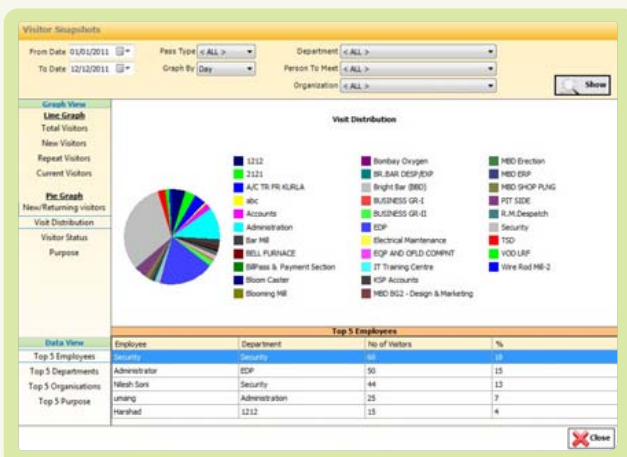 Visitor Snapshots
From Date 01/01/2011 Pass Type < ALL > Department < ALL >
To Date 12/12/2011 Graph By Day Person To Meet < ALL >
Organization < ALL >
Show
Graph View
Line Graph
Total Visitors
New Visitors
Repeat Visitors
Current Visitors
Pie Graph
New/Returning visitors
Visit Distribution
Visitor Status
Purpose
Visit Distribution
1212 Bombay Oxygen MBD Erection
2121 BR.BAR DESP/EXP MBD ERP
A/C TR FR KURLA Bright Bar (BBD) MBD SHOP PLNG
abc BUSINESS GR-I PIT SIDE
Accounts BUSINESS GR-II R.M.Despatch
Administration EDP Security
Bar Mill Electrical Maintenance TSD
BELL FURNACE EQP AND OFLD COMPNT VOD LRF
BillPass & Payment Section IT Training Centre Wire Rod Mill-2
Bloom Caster KSP Accounts
Blooming Mill MBD BG2 - Design & Marketing
Top 5 Employees
Data View
Top 5 Employees
Top 5 Departments
Top 5 Organisations
Top 5 Purpose
Employee Department No of Visitors %
Security Security 60 18
Administrator EDP 50 15
Nilesh Soni Security 44 13
umang Administration 25 7
Harshad 1212 15 4
Close